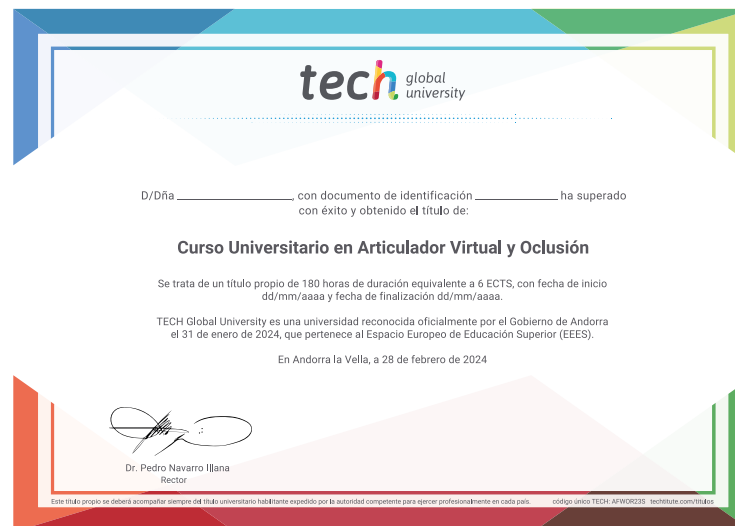 tech global
university
D/Dña ______________, con documento de identificación ______________ ha superado
con éxito y obtenido el título de:
Curso Universitario en Articulador Virtual y Oclusión
Se trata de un título propio de 180 horas de duración equivalente a 6 ECTS, con fecha de inicio
dd/mm/aaaa y fecha de finalización dd/mm/aaaa.
TECH Global University es una universidad reconocida oficialmente por el Gobierno de Andorra
el 31 de enero de 2024, que pertenece al Espacio Europeo de Educación Superior (EEES).
En Andorra la Vella, a 28 de febrero de 2024
Dr. Pedro Navarro Illana
Rector
Este título propio se deberá acompañar siempre del título universitario habilitante expedido por la autoridad competente para ejercer profesionalmente en cada país. código único TECH: AFWOR23S techtitute.com/titulos